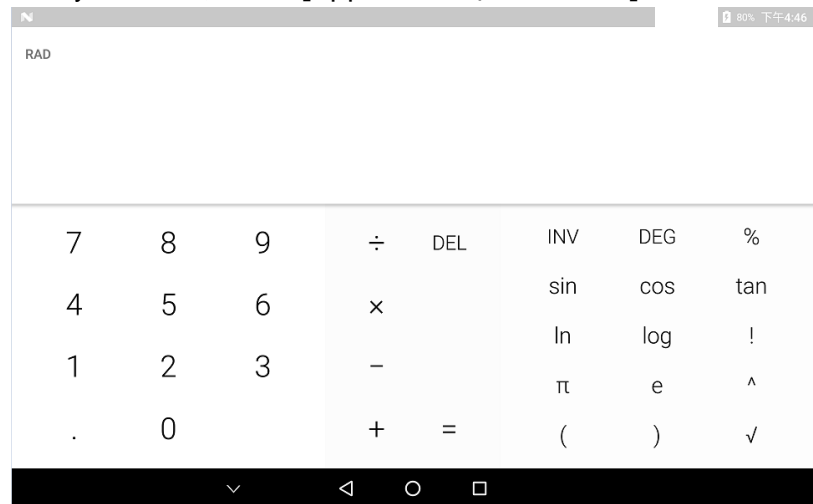 80% 下午4:46
RAD
7 8 9 ÷ DEL INV DEG %
4 5 6 × sin cos tan
ln log !
1 2 3 −
π e ^
. 0 + = ( ) √